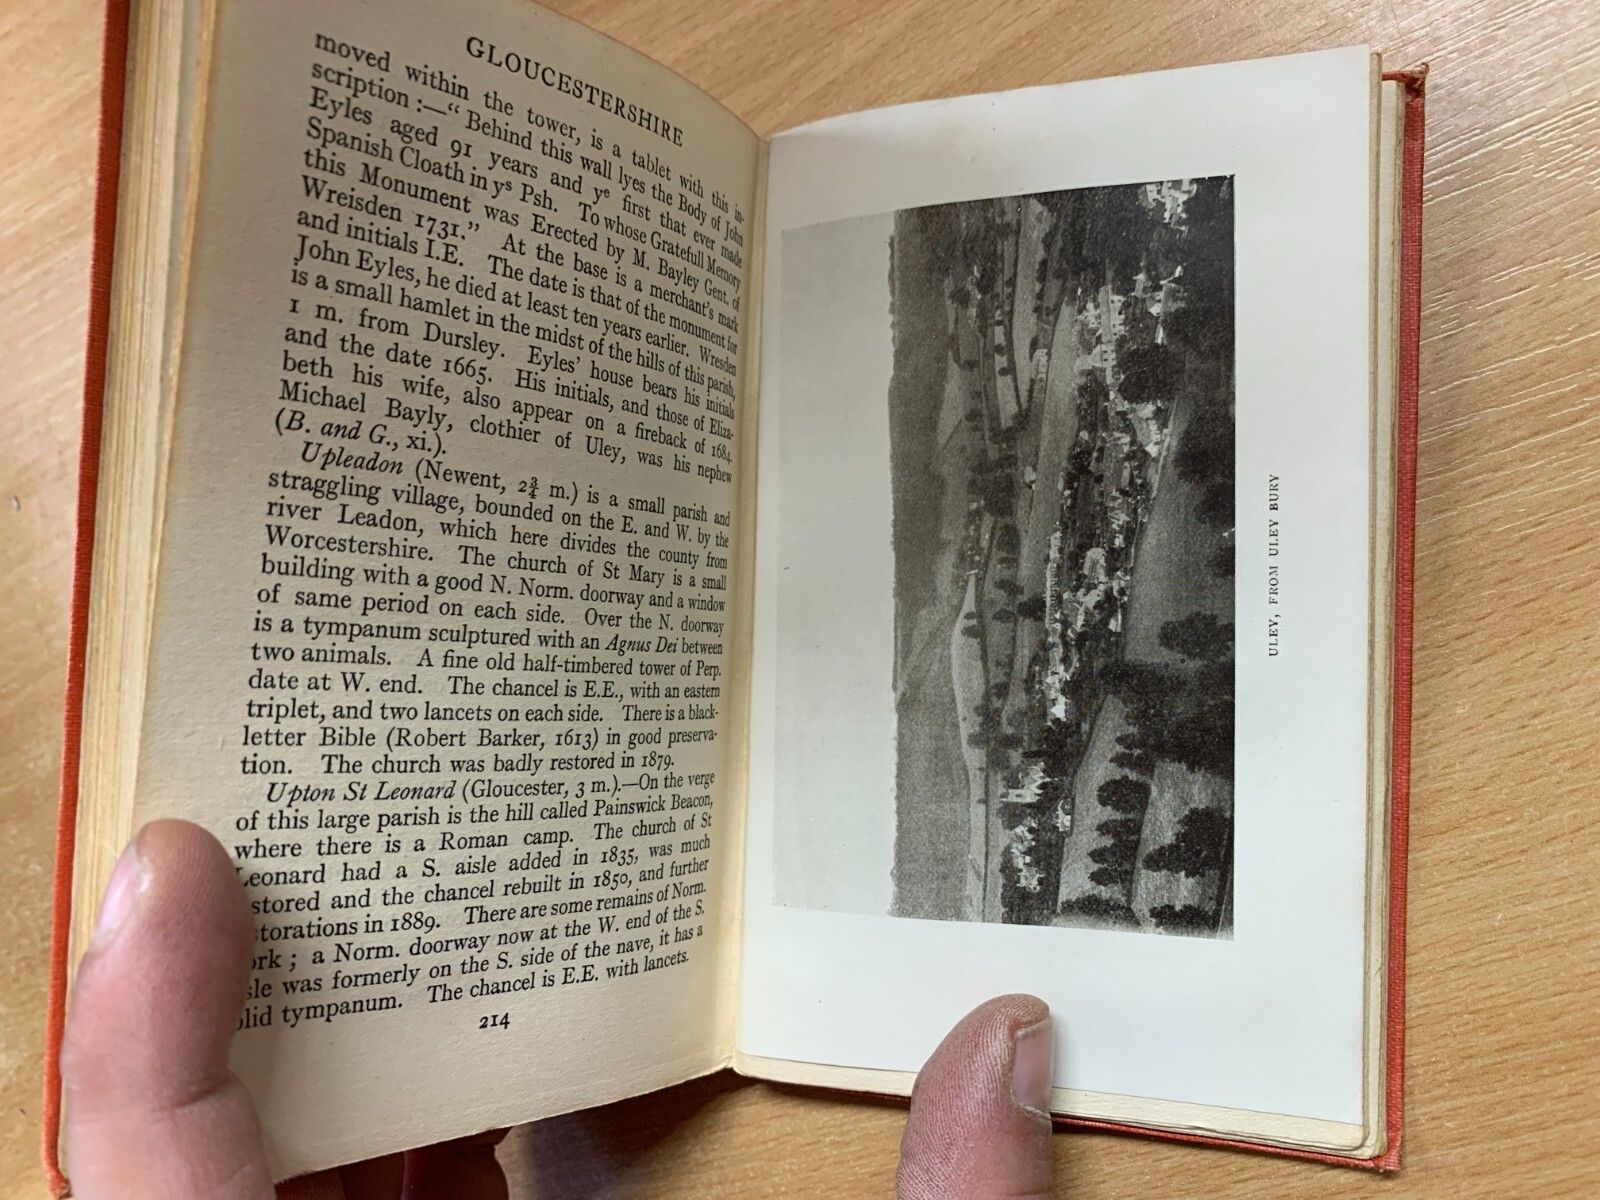 GLOUCESTERSHIRE
moved within the tower, is a tablet with this in-
scription :—“ Behind this wall lyes the Body of John
Eyles aged 91 years and yᵉ first that ever made
Spanish Cloath in yˢ Psh. To whose Gratefull Memory
this Monument was Erected by M. Bayley Gent. of
Wreisden 1731.” At the base is a merchant's mark
and initials I.E. The date is that of the monument for
John Eyles, he died at least ten years earlier. Wresden
is a small hamlet in the midst of the hills of this parish,
1 m. from Dursley. Eyles' house bears his initials
and the date 1665. His initials, and those of Eliza-
beth his wife, also appear on a fireback of 1684.
Michael Bayly, clothier of Uley, was his nephew
(B. and G., xi.).
Upleadon (Newent, 2¾ m.) is a small parish and
straggling village, bounded on the E. and W. by the
river Leadon, which here divides the county from
Worcestershire. The church of St Mary is a small
building with a good N. Norm. doorway and a window
of same period on each side. Over the N. doorway
is a tympanum sculptured with an Agnus Dei between
two animals. A fine old half-timbered tower of Perp.
date at W. end. The chancel is E.E., with an eastern
triplet, and two lancets on each side. There is a black-
letter Bible (Robert Barker, 1613) in good preserva-
tion. The church was badly restored in 1879.
Upton St Leonard (Gloucester, 3 m.).—On the verge
of this large parish is the hill called Painswick Beacon,
where there is a Roman camp. The church of St
Leonard had a S. aisle added in 1835, was much
stored and the chancel rebuilt in 1850, and further
storations in 1889. There are some remains of Norm.
ork ; a Norm. doorway now at the W. end of the S.
sle was formerly on the S. side of the nave, it has a
olid tympanum. The chancel is E.E. with lancets.
214
ULEY, FROM ULEY BURY